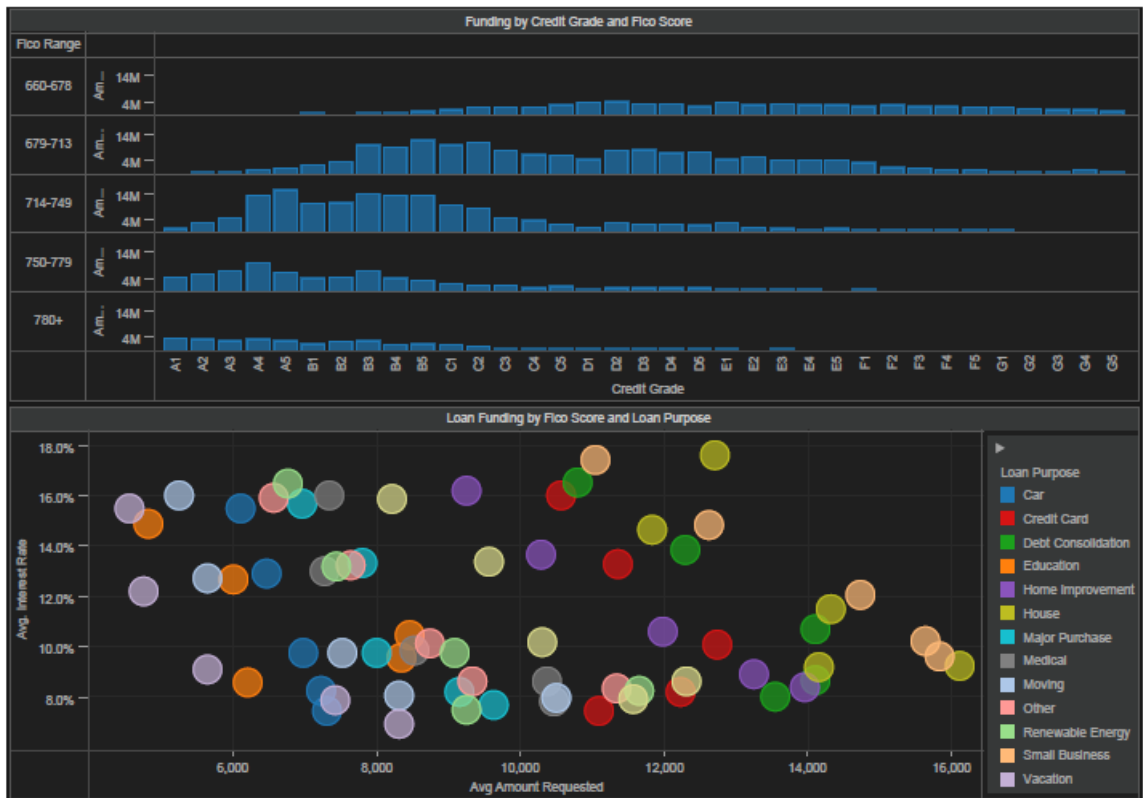 Funding by Credit Grade and Fico Score
Fico Range
660-678
Am...
14M
4M
679-713
Am...
14M
4M
714-749
Am...
14M
4M
750-779
Am...
14M
4M
780+
Am...
14M
4M
A1 A2 A3 A4 A5 B1 B2 B3 B4 B5 C1 C2 C3 C4 C5 D1 D2 D3 D4 D5 E1 E2 E3 E4 E5 F1 F2 F3 F4 F5 G1 G2 G3 G4 G5
Credit Grade
Loan Funding by Fico Score and Loan Purpose
Avg. Interest Rate
18.0%
16.0%
14.0%
12.0%
10.0%
8.0%
6,000 8,000 10,000 12,000 14,000 16,000
Avg Amount Requested
Loan Purpose
Car
Credit Card
Debt Consolidation
Education
Home Improvement
House
Major Purchase
Medical
Moving
Other
Renewable Energy
Small Business
Vacation